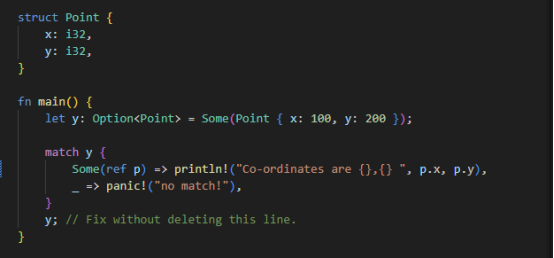 struct Point {
    x: i32,
    y: i32,
}
fn main() {
    let y: Option<Point> = Some(Point { x: 100, y: 200 });
    match y {
        Some(ref p) => println!("Co-ordinates are {},{} ", p.x, p.y),
        _ => panic!("no match!"),
    }
    y; // Fix without deleting this line.
}